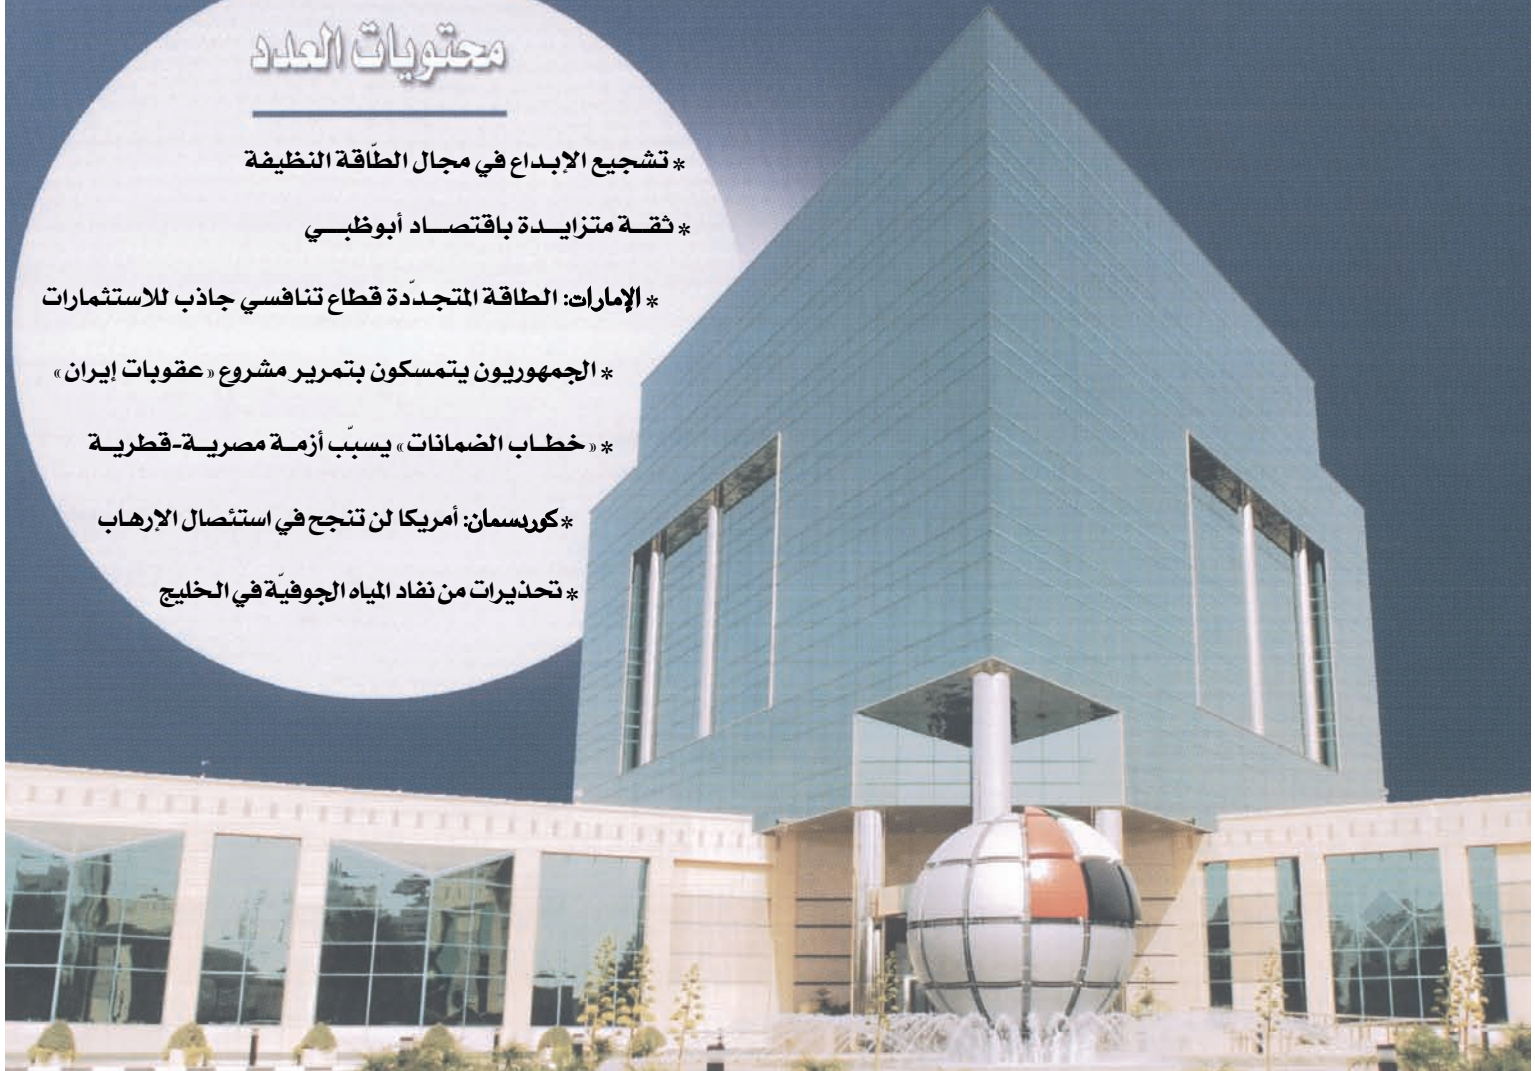 محتويات العدد
* تشجيع الإبداع في مجال الطّاقة النظيفة
* ثقــة متزايــدة باقتصــاد أبوظبــي
* الإمارات: الطاقة المتجدّدة قطاع تنافسي جاذب للاستثمارات
* الجمهوريون يتمسكون بتمرير مشروع «عقوبات إيران»
* «خطـاب الضمانات» يسبّب أزمـة مصريـة-قطريـة
* كوردسمان: أمريكا لن تنجح في استئصال الإرهـاب
* تحذيرات من نفاد المياه الجوفيّة في الخليج